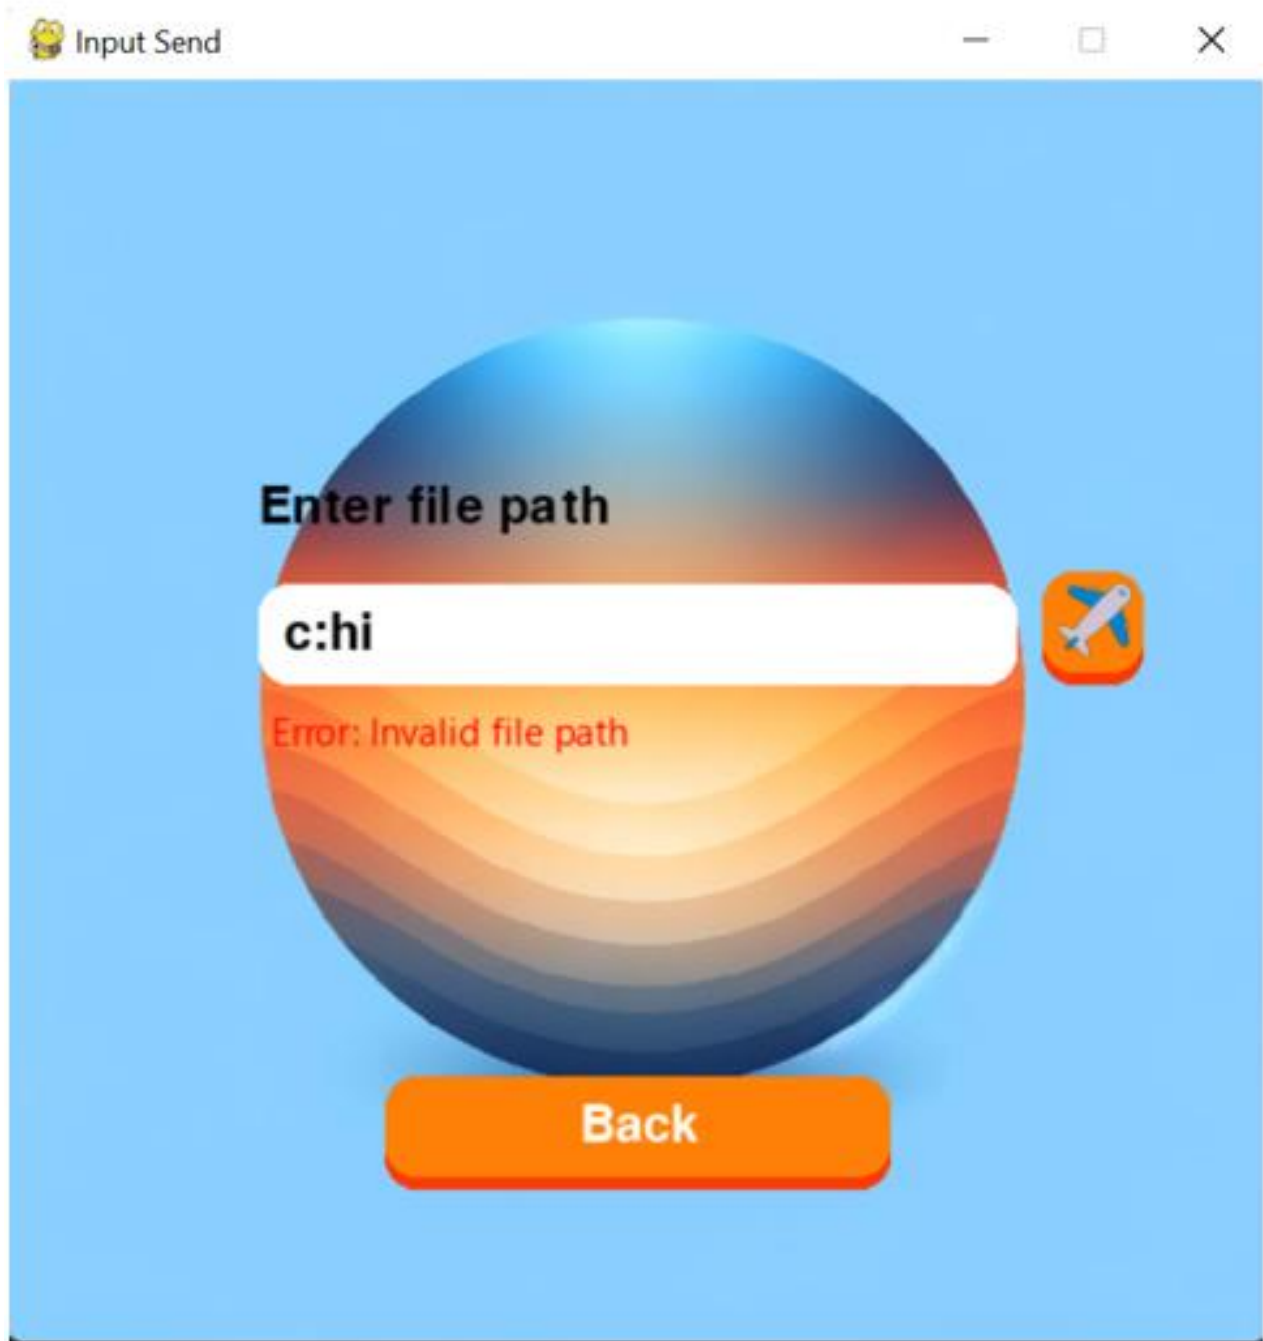 Input Send
Enter file path
c:hi
Error: Invalid file path
Back